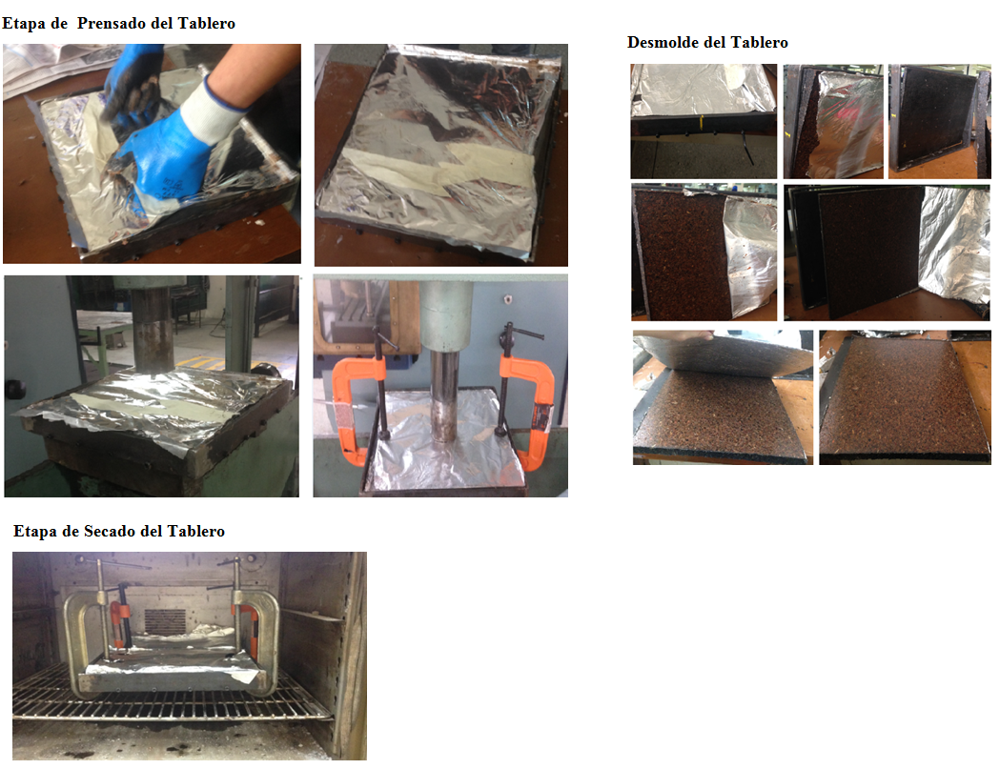 Etapa de  Prensado del Tablero
Desmolde del Tablero
Etapa de Secado del Tablero